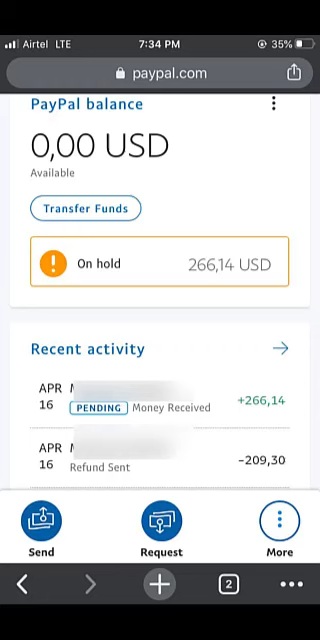 Airtel LTE 7:34 PM 35%
paypal.com
PayPal balance
0,00 USD
Available
Transfer Funds
On hold 266,14 USD
Recent activity
APR +266,14
16 PENDING Money Received
APR -209,30
16 Refund Sent
Send Request More
2